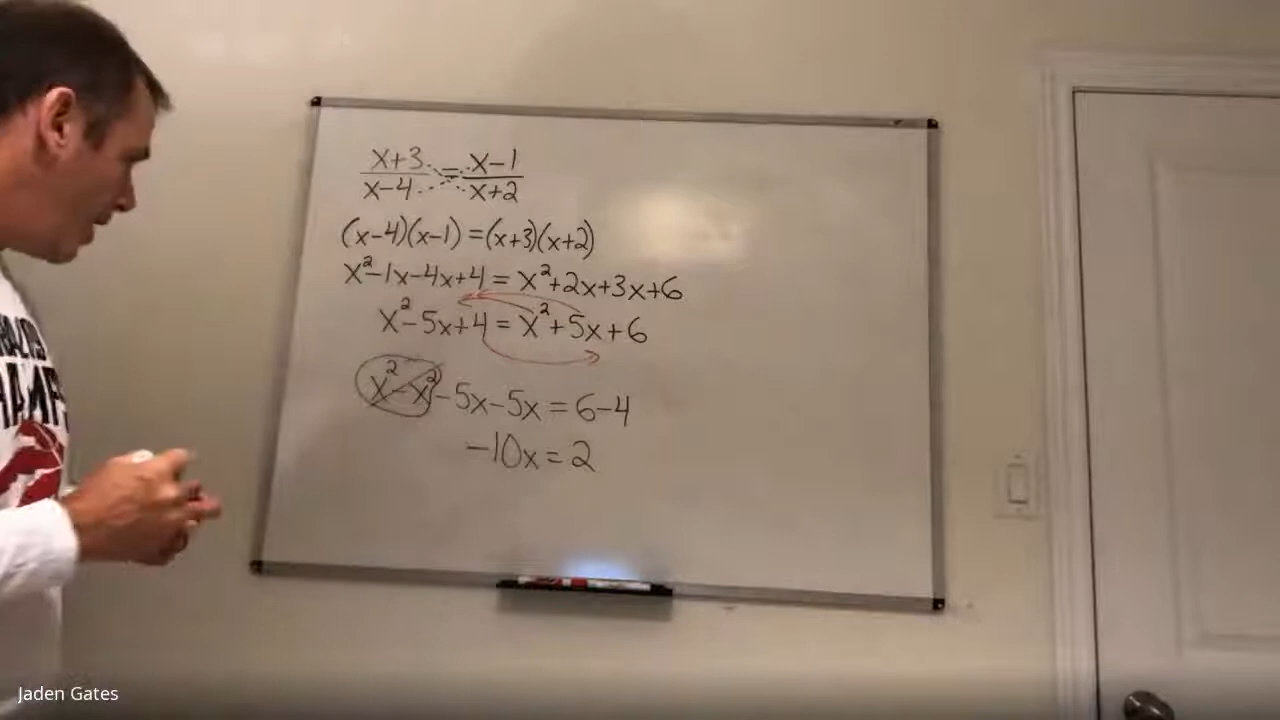 x+3 = x-1
x-4 x+2
(x-4)(x-1) = (x+3)(x+2)
x²-1x-4x+4 = x²+2x+3x+6
x²-5x+4 = x²+5x+6
x²-x²-5x-5x = 6-4
-10x = 2
Jaden Gates